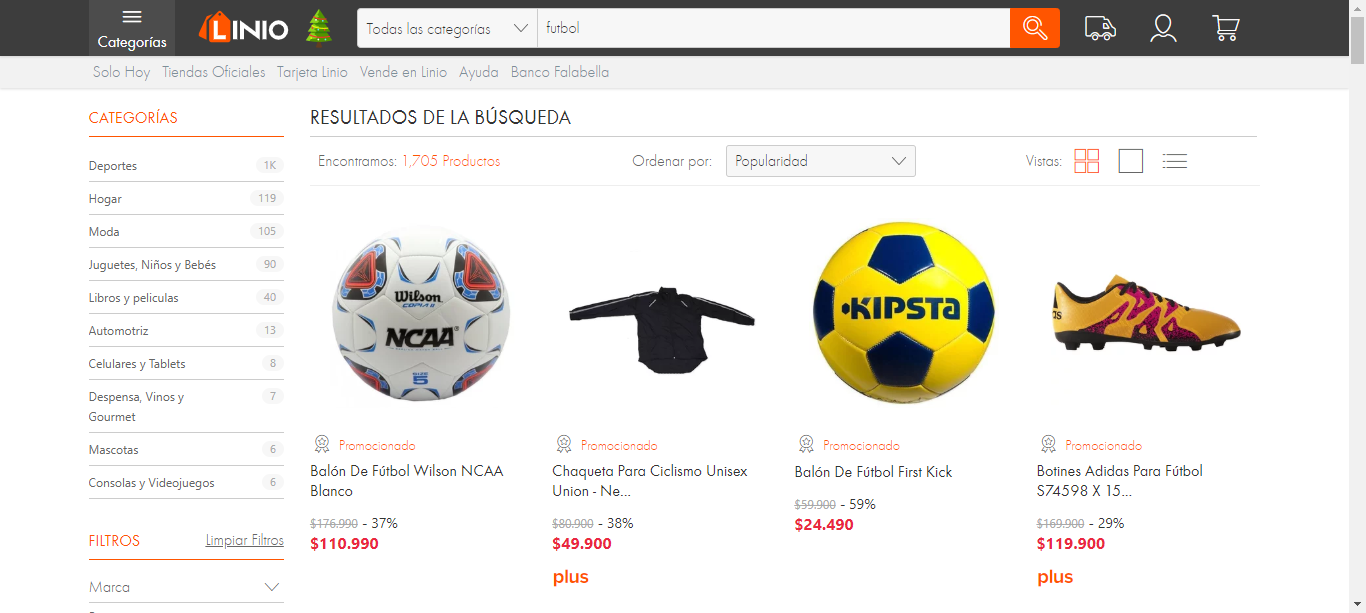 Categorías
LINIO
Todas las categorías
futbol
Solo Hoy
Tiendas Oficiales
Tarjeta Linio
Vende en Linio
Ayuda
Banco Falabella
CATEGORÍAS
Deportes 1K
Hogar 119
Moda 105
Juguetes, Niños y Bebés 90
Libros y peliculas 40
Automotriz 13
Celulares y Tablets 8
Despensa, Vinos y 7
Gourmet
Mascotas 6
Consolas y Videojuegos 6
FILTROS Limpiar Filtros
Marca
RESULTADOS DE LA BÚSQUEDA
Encontramos: 1,705 Productos
Ordenar por: Popularidad
Vistas:
Wilson
COPIA II
NCAA
SIZE
5
Promocionado
Balón De Fútbol Wilson NCAA
Blanco
$176.990 - 37%
$110.990
Promocionado
Chaqueta Para Ciclismo Unisex
Union - Ne...
$80.900 - 38%
$49.900
plus
KIPSTA
Promocionado
Balón De Fútbol First Kick
$59.900 - 59%
$24.490
adidas
Promocionado
Botines Adidas Para Fútbol
S74598 X 15...
$169.900 - 29%
$119.900
plus